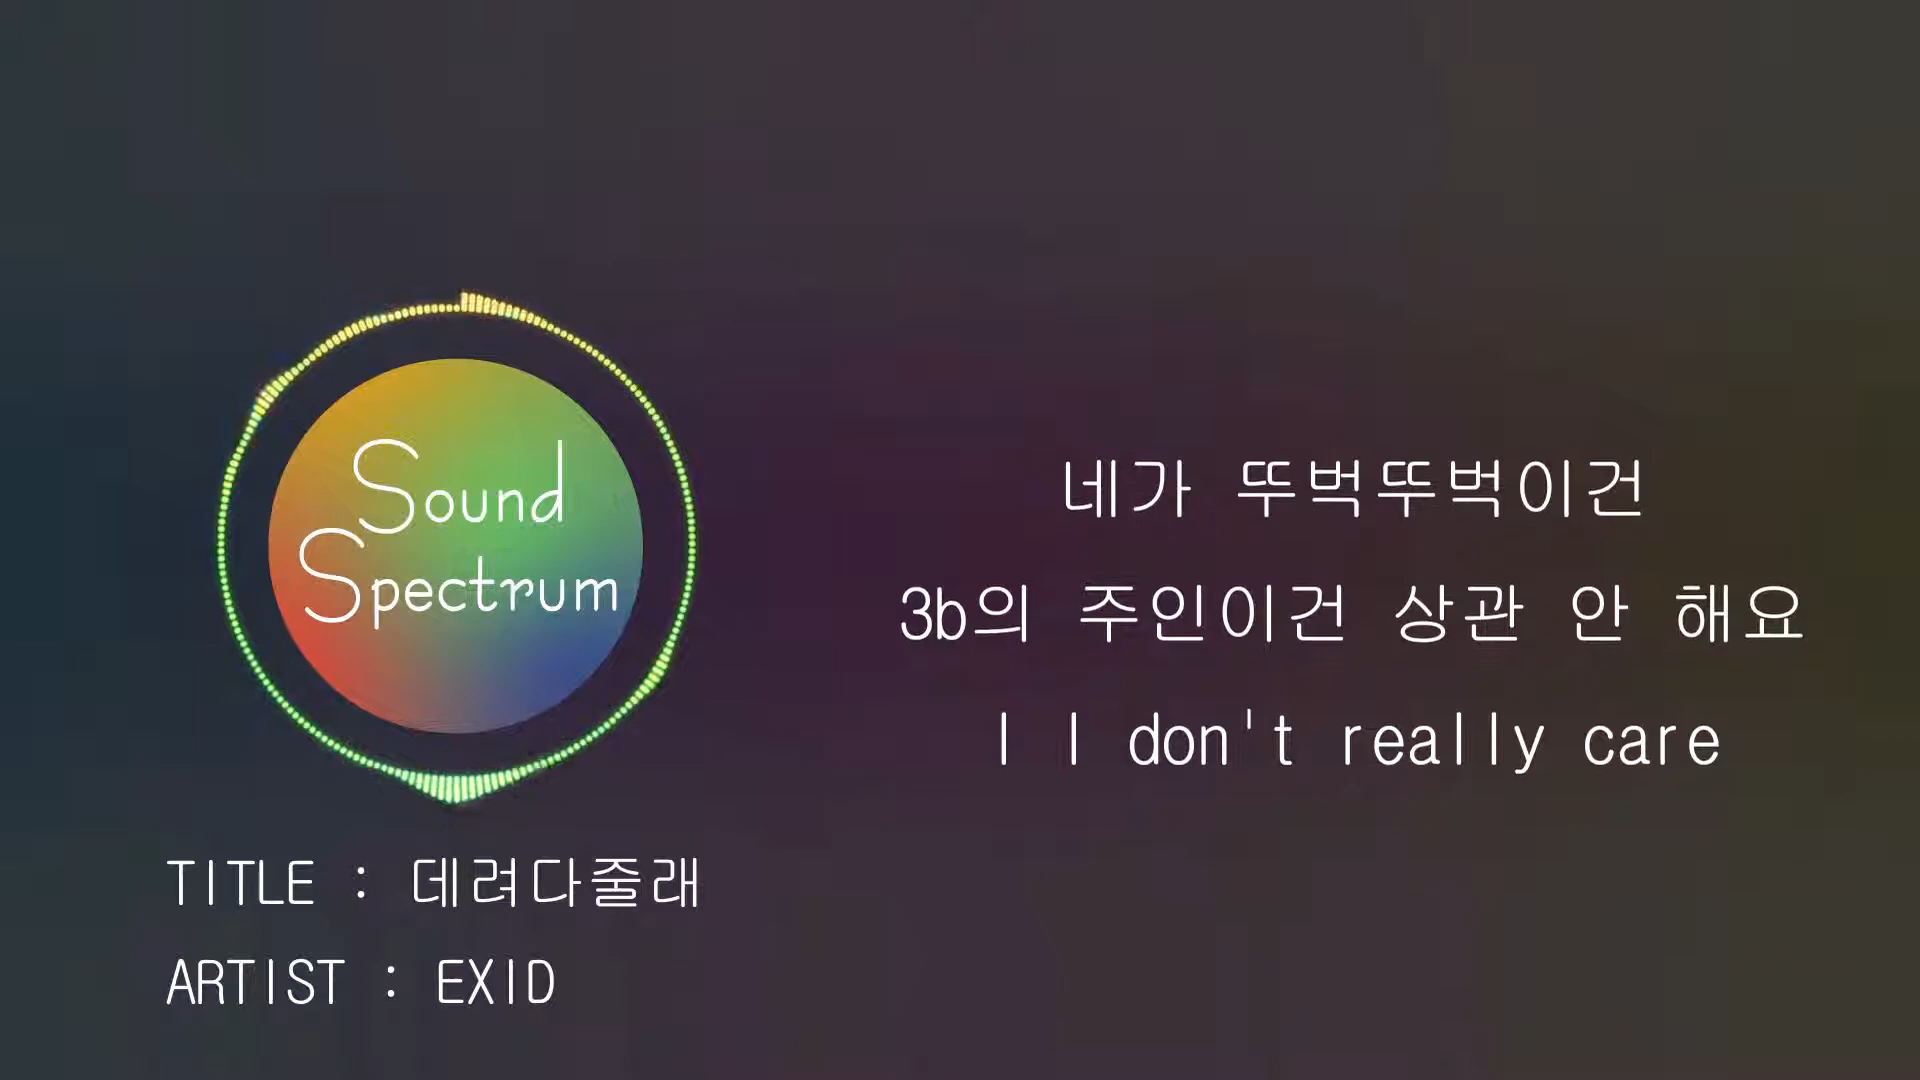 Sound
Spectrum
네가 뚜벅뚜벅이건
3b의 주인이건 상관 안 해요
I I don't really care
TITLE : 데려다줄래
ARTIST : EXID